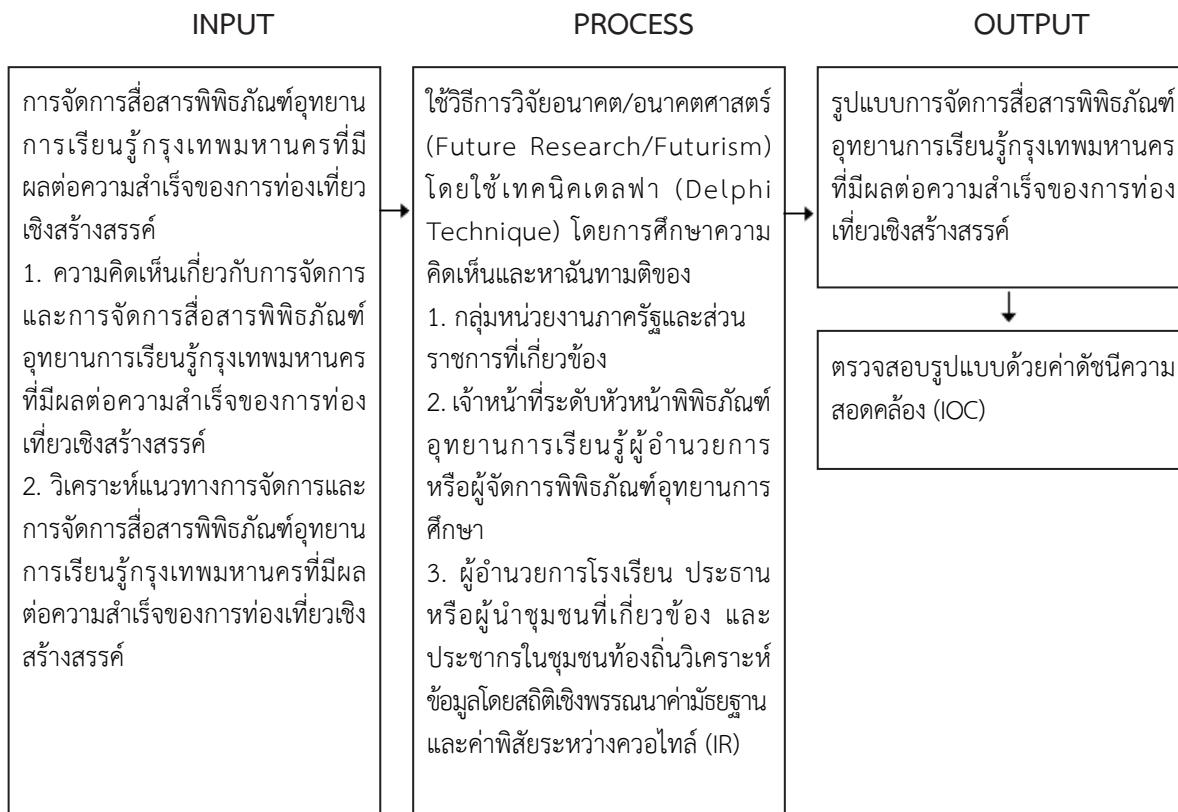 INPUT
การจัดการสื่อสารพิพิธภัณฑ์อุทยาน
การเรียนรู้กรุงเทพมหานครที่มี
ผลต่อความสำเร็จของการท่องเที่ยว
เชิงสร้างสรรค์
1. ความคิดเห็นเกี่ยวกับการจัดการ
และการจัดการสื่อสารพิพิธภัณฑ์
อุทยานการเรียนรู้กรุงเทพมหานคร
ที่มีผลต่อความสำเร็จของการท่อง
เที่ยวเชิงสร้างสรรค์
2. วิเคราะห์แนวทางการจัดการและ
การจัดการสื่อสารพิพิธภัณฑ์อุทยาน
การเรียนรู้กรุงเทพมหานครที่มีผล
ต่อความสำเร็จของการท่องเที่ยวเชิง
สร้างสรรค์
PROCESS
ใช้วิธีการวิจัยอนาคต/อนาคตศาสตร์
(Future Research/Futurism)
โดยใช้เทคนิคเดลฟา (Delphi
Technique) โดยการศึกษาความ
คิดเห็นและหาฉันทามติของ
1. กลุ่มหน่วยงานภาครัฐและส่วน
ราชการที่เกี่ยวข้อง
2. เจ้าหน้าที่ระดับหัวหน้าพิพิธภัณฑ์
อุทยานการเรียนรู้ผู้อำนวยการ
หรือผู้จัดการพิพิธภัณฑ์อุทยานการ
ศึกษา
3. ผู้อำนวยการโรงเรียน ประธาน
หรือผู้นำชุมชนที่เกี่ยวข้อง และ
ประชากรในชุมชนท้องถิ่นวิเคราะห์
ข้อมูลโดยสถิติเชิงพรรณนาค่ามัธยฐาน
และค่าพิสัยระหว่างควอไทล์ (IR)
OUTPUT
รูปแบบการจัดการสื่อสารพิพิธภัณฑ์
อุทยานการเรียนรู้กรุงเทพมหานคร
ที่มีผลต่อความสำเร็จของการท่อง
เที่ยวเชิงสร้างสรรค์
ตรวจสอบรูปแบบด้วยค่าดัชนีความ
สอดคล้อง (IOC)